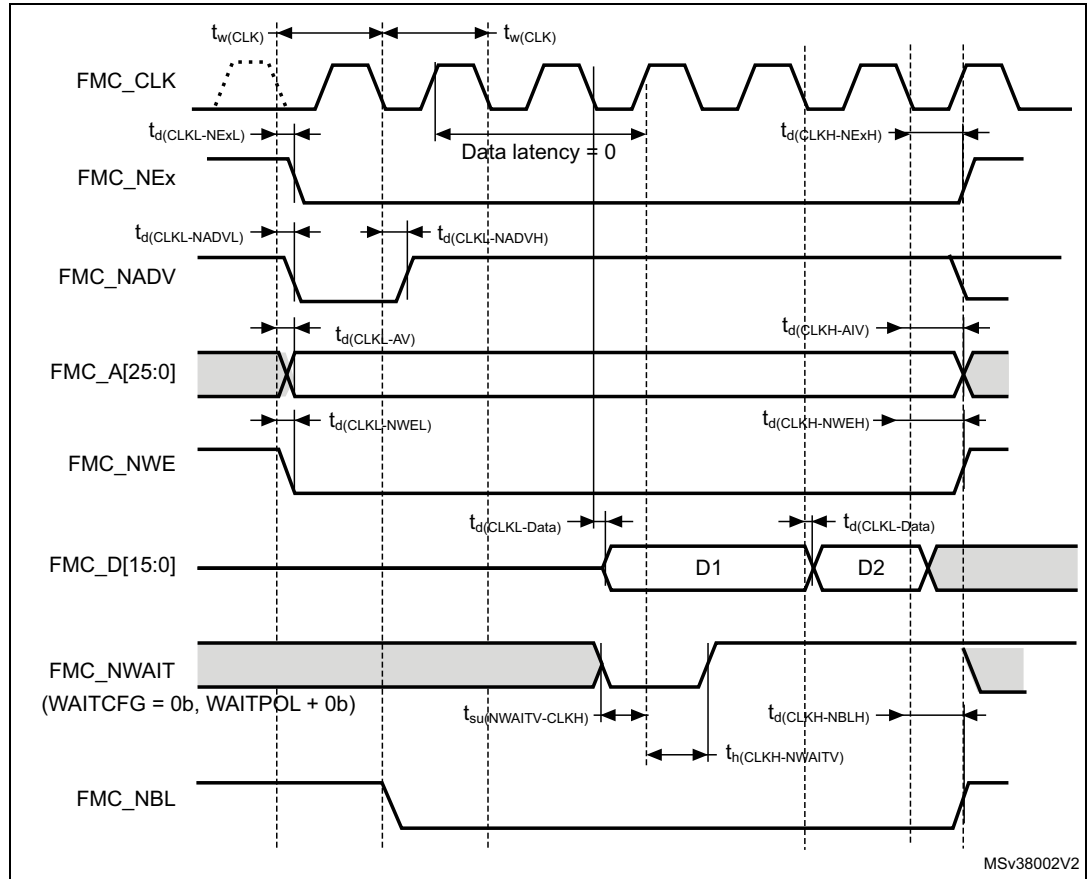 tw(CLK) tw(CLK)
FMC_CLK
td(CLKL-NExL) td(CLKH-NExH)
Data latency = 0
FMC_NEx
td(CLKL-NADVL) td(CLKL-NADVH)
FMC_NADV
td(CLKL-AV) td(CLKH-AIV)
FMC_A[25:0]
td(CLKL-NWEL) td(CLKH-NWEH)
FMC_NWE
td(CLKL-Data) td(CLKL-Data)
FMC_D[15:0] D1 D2
FMC_NWAIT
(WAITCFG = 0b, WAITPOL + 0b)
tsu(NWAITV-CLKH) td(CLKH-NBLH)
th(CLKH-NWAITV)
FMC_NBL
MSv38002V2